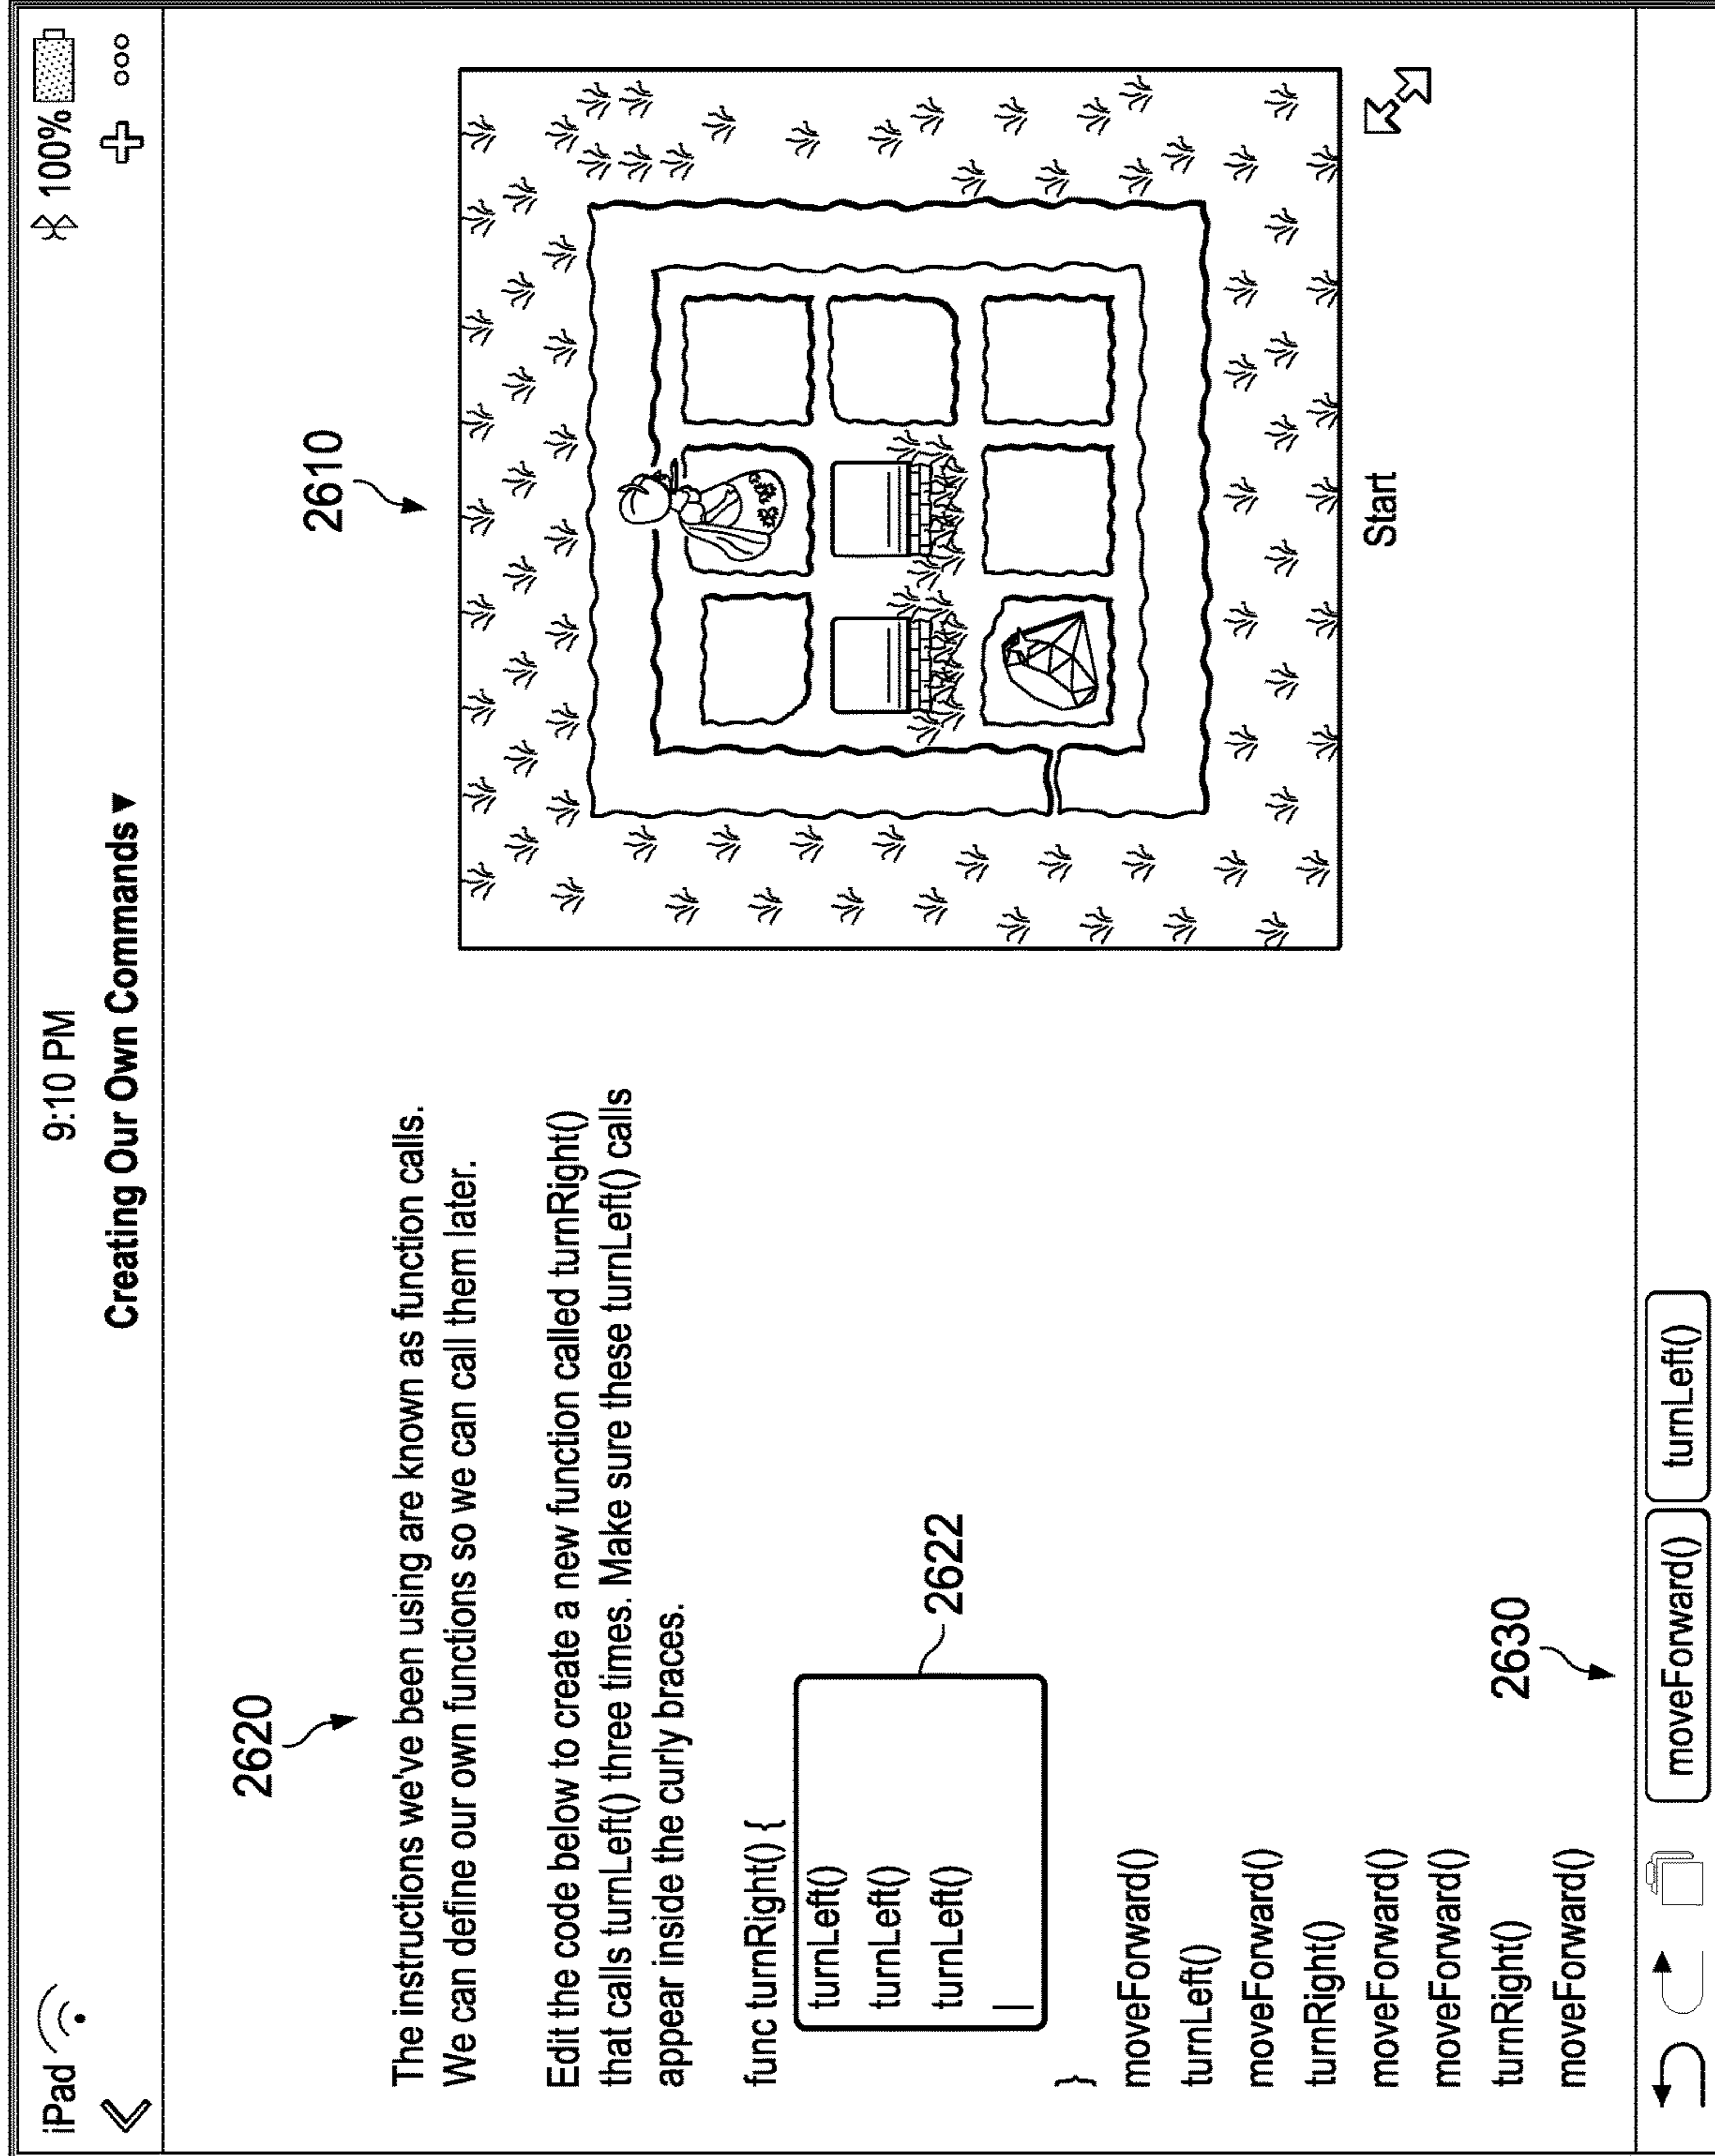 iPad
9:10 PM
100%
Creating Our Own Commands
2620
The instructions we've been using are known as function calls.
We can define our own functions so we can call them later.
Edit the code below to create a new function called turnRight()
that calls turnLeft() three times. Make sure these turnLeft() calls
appear inside the curly braces.
func turnRight() {
turnLeft()
turnLeft()
turnLeft()
2622
}
moveForward()
turnLeft()
moveForward()
turnRight()
moveForward()
moveForward()
turnRight()
moveForward()
2610
Start
2630
moveForward()
turnLeft()